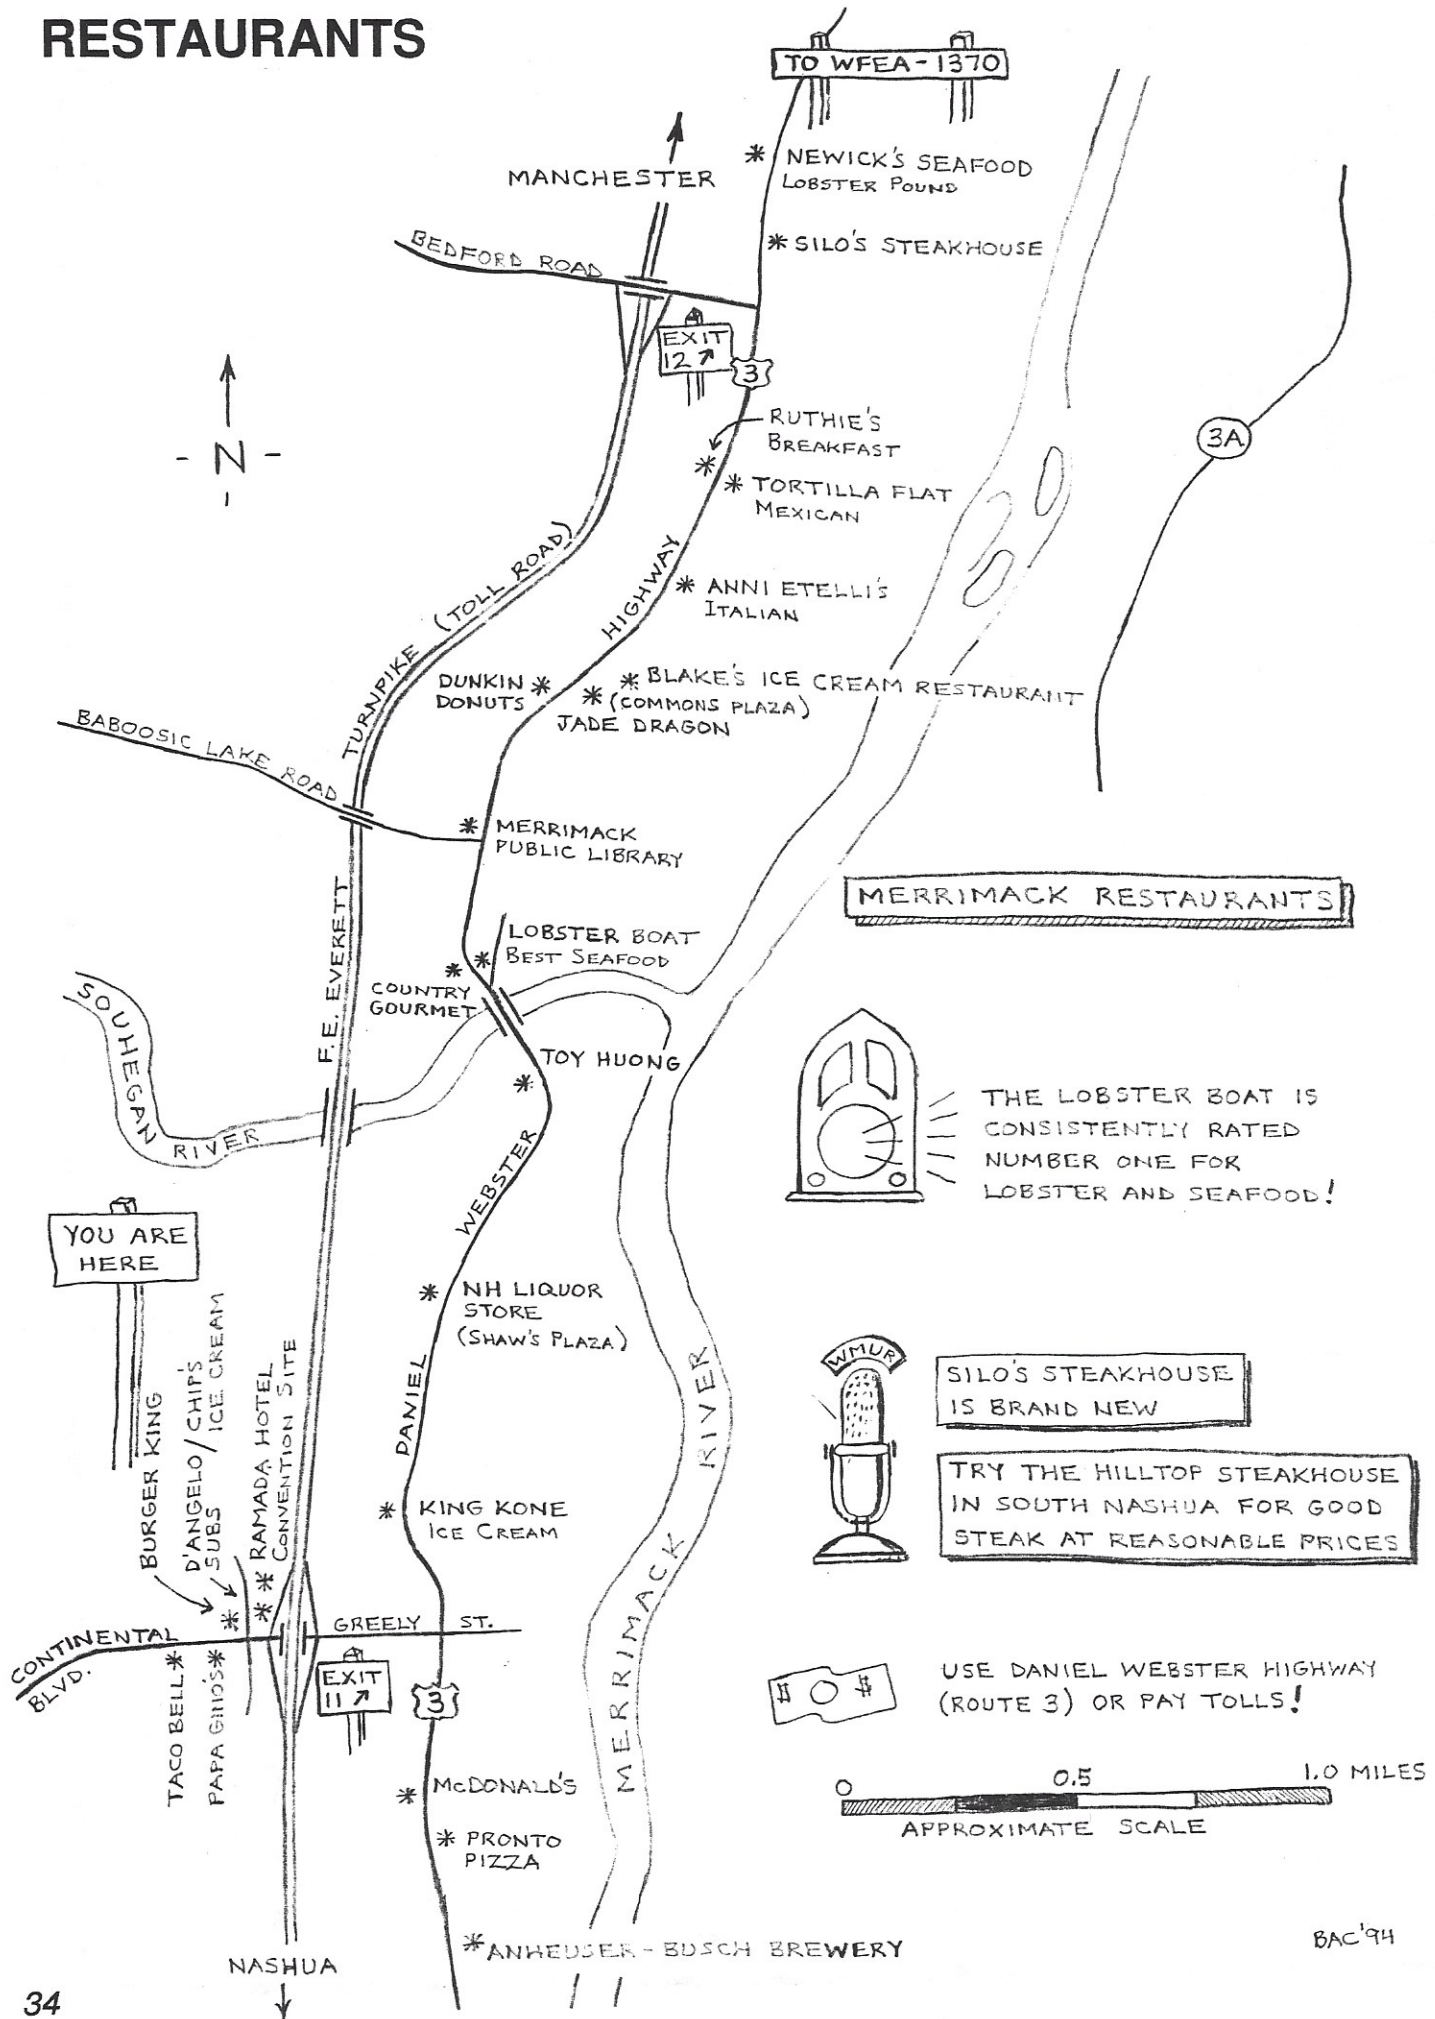 RESTAURANTS
TO WFEA-1370
NEWICK'S SEAFOOD
LOBSTER POUND
MANCHESTER
SILO'S STEAKHOUSE
BEDFORD ROAD
EXIT
12
3
RUTHIE'S
BREAKFAST
3A
N
TORTILLA FLAT
MEXICAN
HIGHWAY
ANNI ETELLI'S
ITALIAN
TURNPIKE (TOLL ROAD)
DUNKIN
DONUTS
BLAKE'S ICE CREAM RESTAURANT
(COMMONS PLAZA)
JADE DRAGON
BABOOSIC LAKE ROAD
MERRIMACK
PUBLIC LIBRARY
MERRIMACK RESTAURANTS
F.E. EVERETT
LOBSTER BOAT
BEST SEAFOOD
COUNTRY
GOURMET
SOUHEGAN
RIVER
TOY HUONG
THE LOBSTER BOAT IS
CONSISTENTLY RATED
NUMBER ONE FOR
LOBSTER AND SEAFOOD!
WEBSTER
YOU ARE
HERE
NH LIQUOR
STORE
(SHAW'S PLAZA)
DANIEL
WMUR
SILO'S STEAKHOUSE
IS BRAND NEW
TRY THE HILLTOP STEAKHOUSE
IN SOUTH NASHUA FOR GOOD
STEAK AT REASONABLE PRICES
BURGER KING
D'ANGELO/CHIP'S
SUBS/ICE CREAM
RAMADA HOTEL
CONVENTION SITE
KING KONE
ICE CREAM
MERRIMACK RIVER
CONTINENTAL
BLVD.
GREELY ST.
TACO BELL
PAPA GINO'S
EXIT
11
3
$ $
USE DANIEL WEBSTER HIGHWAY
(ROUTE 3) OR PAY TOLLS!
McDONALD'S
0 0.5 1.0 MILES
APPROXIMATE SCALE
PRONTO
PIZZA
ANHEUSER-BUSCH BREWERY
BAC '94
NASHUA
34